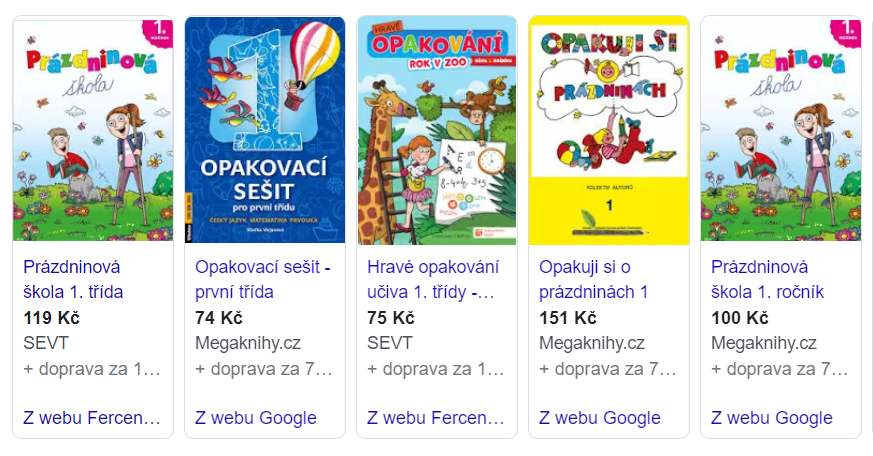 1.
ROČNÍK
Prázdninová
škola
Prázdninová
škola 1. třída
119 Kč
SEVT
+ doprava za 1…
Z webu Fercen…
1
OPAKOVACÍ
SEŠIT
pro první třídu
ČESKÝ JAZYK, MATEMATIKA, PRVOUKA
Opakovací sešit -
první třída
74 Kč
Megaknihy.cz
+ doprava za 7…
Z webu Google
HRAVÉ
OPAKOVÁNÍ
ROK V ZOO
Hravé opakování
učiva 1. třídy -…
75 Kč
SEVT
+ doprava za 1…
Z webu Fercen…
OPAKUJ SI
O
PRÁZDNINÁCH
KOLEKTIV AUTORŮ
1
Opakuji si o
prázdninách 1
151 Kč
Megaknihy.cz
+ doprava za 7…
Z webu Google
1.
ROČNÍK
Prázdninová
škola
Prázdninová
škola 1. ročník
100 Kč
Megaknihy.cz
+ doprava za 7…
Z webu Google